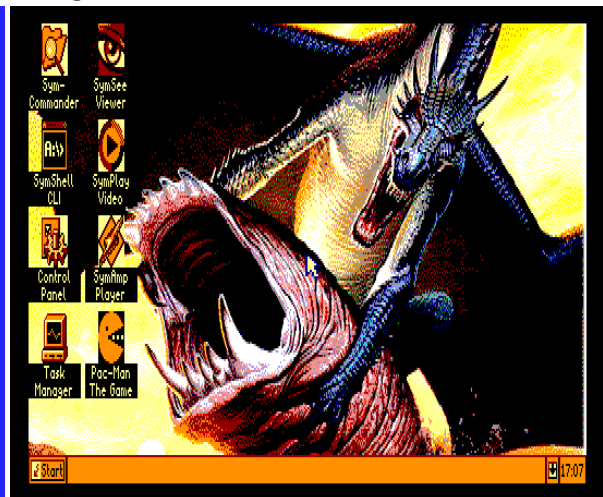 Sym-
Commander
SymSee
Viewer
A:\>
SymShell
CLI
SymPlay
Video
Control
Panel
SymAmp
Player
Task
Manager
Pac-Man
The Game
Start
17:07